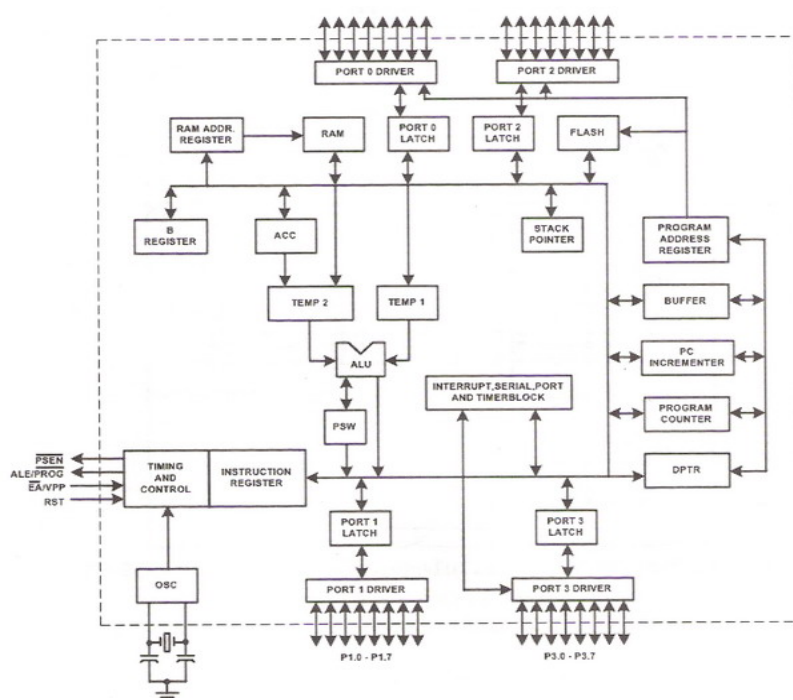 PORT 0 DRIVER
PORT 2 DRIVER
RAM ADDR.
REGISTER
RAM
PORT 0
LATCH
PORT 2
LATCH
FLASH
B
REGISTER
ACC
STACK
POINTER
PROGRAM
ADDRESS
REGISTER
TEMP 2
TEMP 1
BUFFER
ALU
PC
INCREMENTER
INTERRUPT,SERIAL,PORT
AND TIMERBLOCK
PSW
PROGRAM
COUNTER
PSEN
ALE/PROG
EA/VPP
RST
TIMING
AND
CONTROL
INSTRUCTION
REGISTER
DPTR
PORT 1
LATCH
PORT 3
LATCH
OSC
PORT 1 DRIVER
PORT 3 DRIVER
P1.0 - P1.7
P3.0 - P3.7